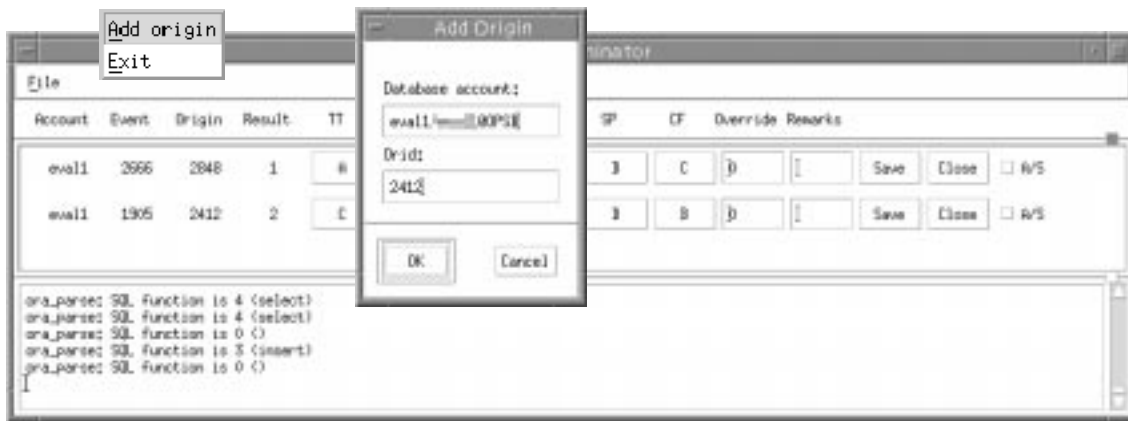 Add origin
Exit
Add Origin
minator
File
Database account:
Account Event Origin Result TT SP CF Override Remarks
Orid:
eval1 2666 2848 1 A D C 0 Save Close A/S
2412
eval1 1905 2412 2 C D B 0 Save Close A/S
OK Cancel
ora_parse: SQL function is 4 (select)
ora_parse: SQL function is 4 (select)
ora_parse: SQL function is 0 ()
ora_parse: SQL function is 3 (insert)
ora_parse: SQL function is 0 ()